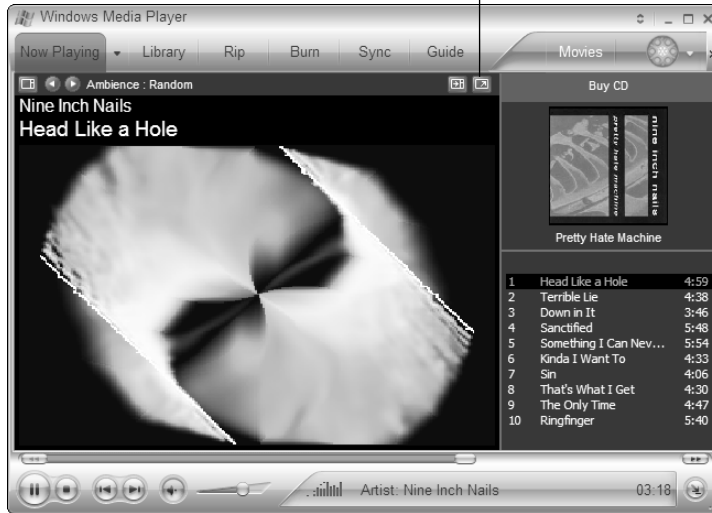 Windows Media Player
Now Playing Library Rip Burn Sync Guide Movies
Ambience : Random
Buy CD
Nine Inch Nails
Head Like a Hole
nine inch nails
pretty hate machine
Pretty Hate Machine
1 Head Like a Hole 4:59
2 Terrible Lie 4:38
3 Down in It 3:46
4 Sanctified 5:48
5 Something I Can Nev... 5:54
6 Kinda I Want To 4:33
7 Sin 4:06
8 That's What I Get 4:30
9 The Only Time 4:47
10 Ringfinger 5:40
Artist: Nine Inch Nails 03:18